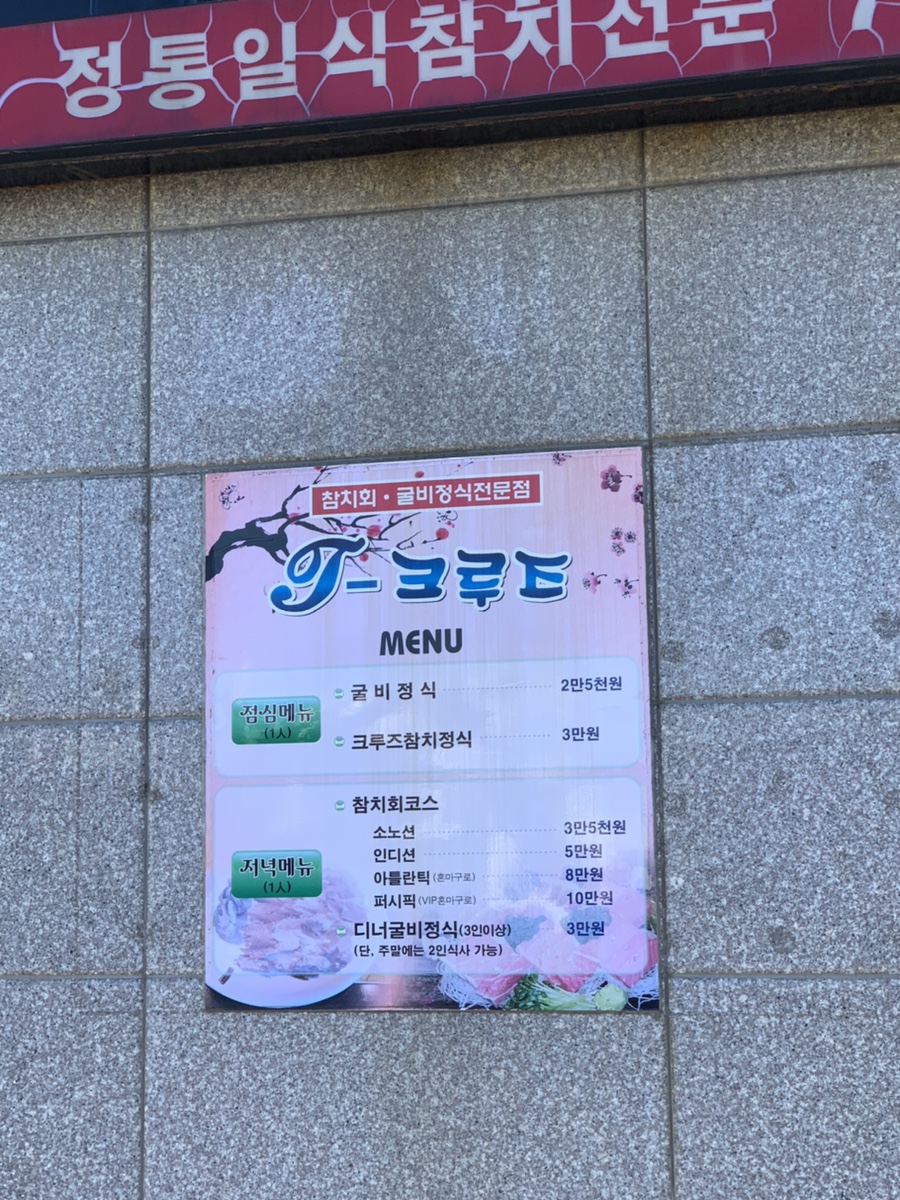 정통일식참치전문
참치회·굴비정식전문점
T-크루즈
MENU
점심메뉴
(1人)
굴비정식 2만5천원
크루즈참치정식 3만원
저녁메뉴
(1人)
참치회코스
소노션 3만5천원
인디션 5만원
아틀란틱(혼마구로) 8만원
퍼시픽(VIP혼마구로) 10만원
디너굴비정식(3인이상) 3만원
(단, 주말에는 2인식사 가능)